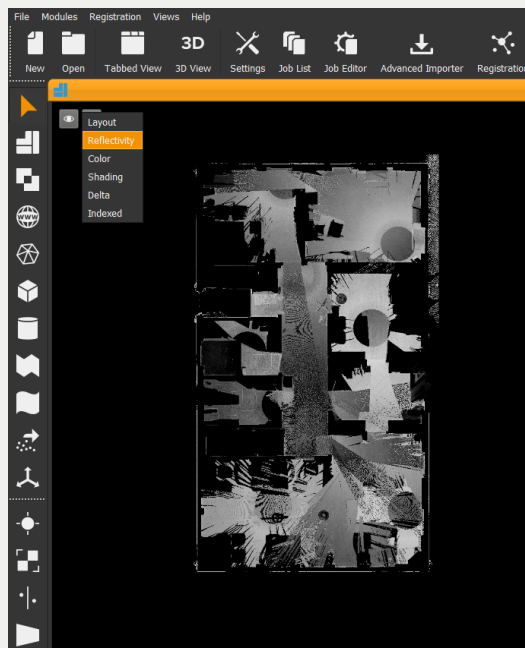 File Modules Registration Views Help
3D
New Open Tabbed View 3D View Settings Job List Job Editor Advanced Importer Registration
Layout
Reflectivity
Color
Shading
Delta
Indexed
WWW